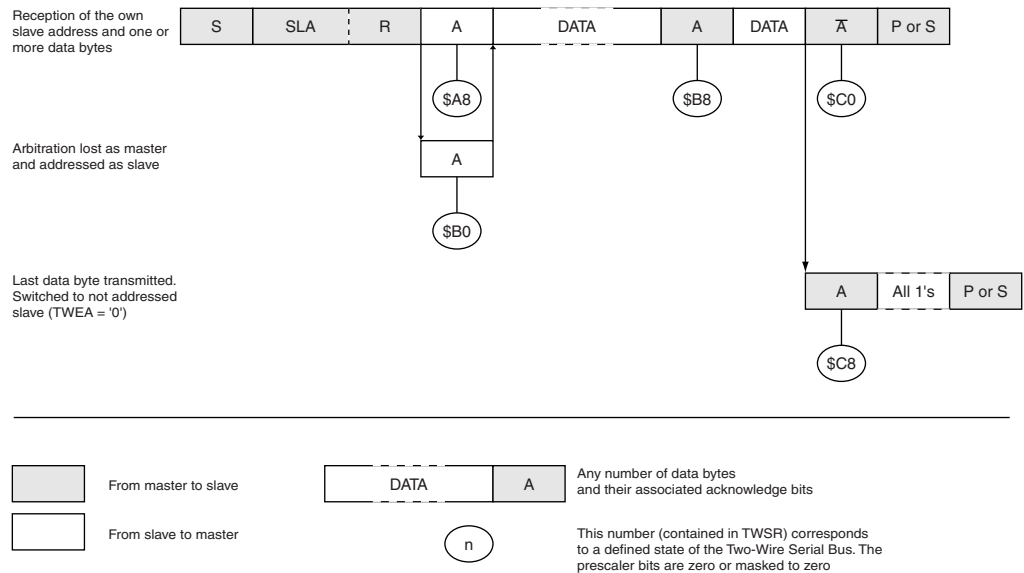 Reception of the own
slave address and one or
more data bytes
S SLA R A DATA A DATA A̅ P or S
$A8 $B8 $C0
Arbitration lost as master
and addressed as slave
A
$B0
Last data byte transmitted.
Switched to not addressed
slave (TWEA = '0')
A All 1's P or S
$C8
From master to slave
DATA A
Any number of data bytes
and their associated acknowledge bits
From slave to master
n
This number (contained in TWSR) corresponds
to a defined state of the Two-Wire Serial Bus. The
prescaler bits are zero or masked to zero